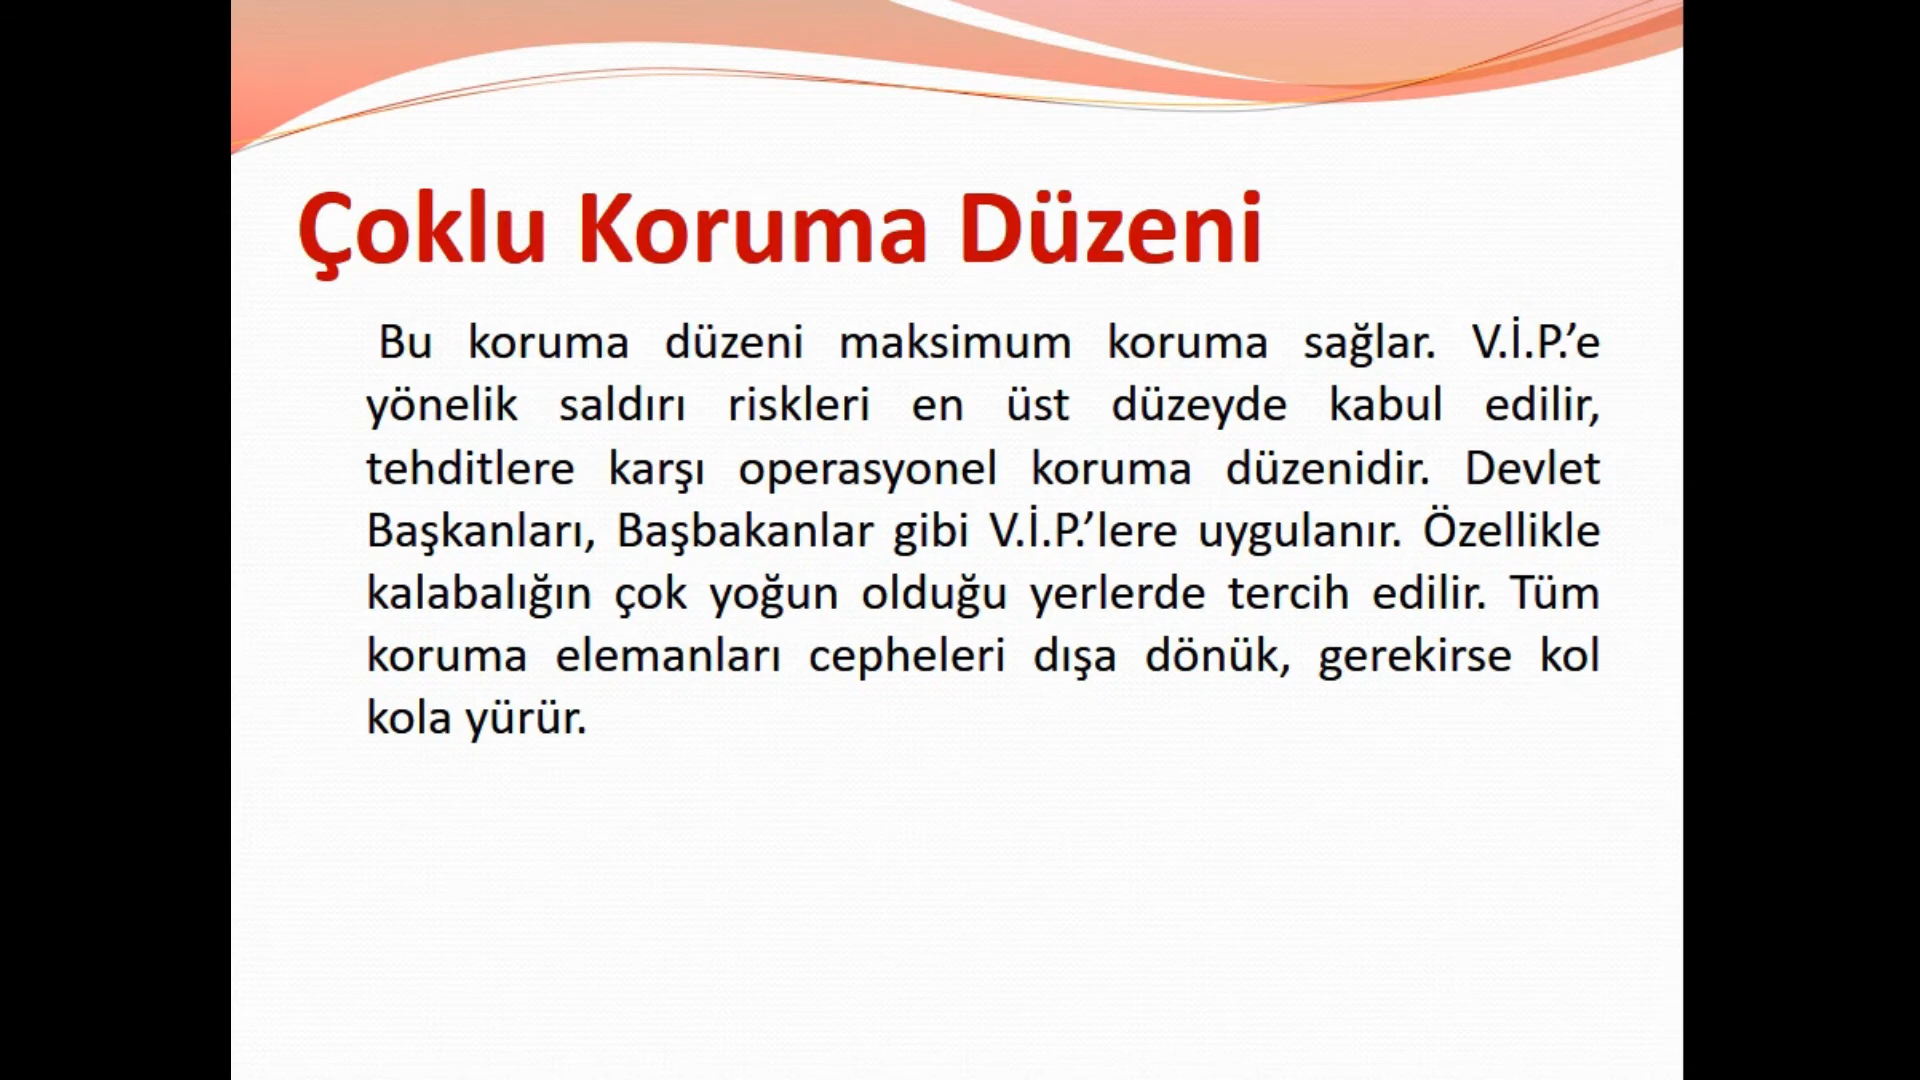 Çoklu Koruma Düzeni
Bu koruma düzeni maksimum koruma sağlar. V.İ.P.’e
yönelik saldırı riskleri en üst düzeyde kabul edilir,
tehditlere karşı operasyonel koruma düzenidir. Devlet
Başkanları, Başbakanlar gibi V.İ.P.’lere uygulanır. Özellikle
kalabalığın çok yoğun olduğu yerlerde tercih edilir. Tüm
koruma elemanları cepheleri dışa dönük, gerekirse kol
kola yürür.